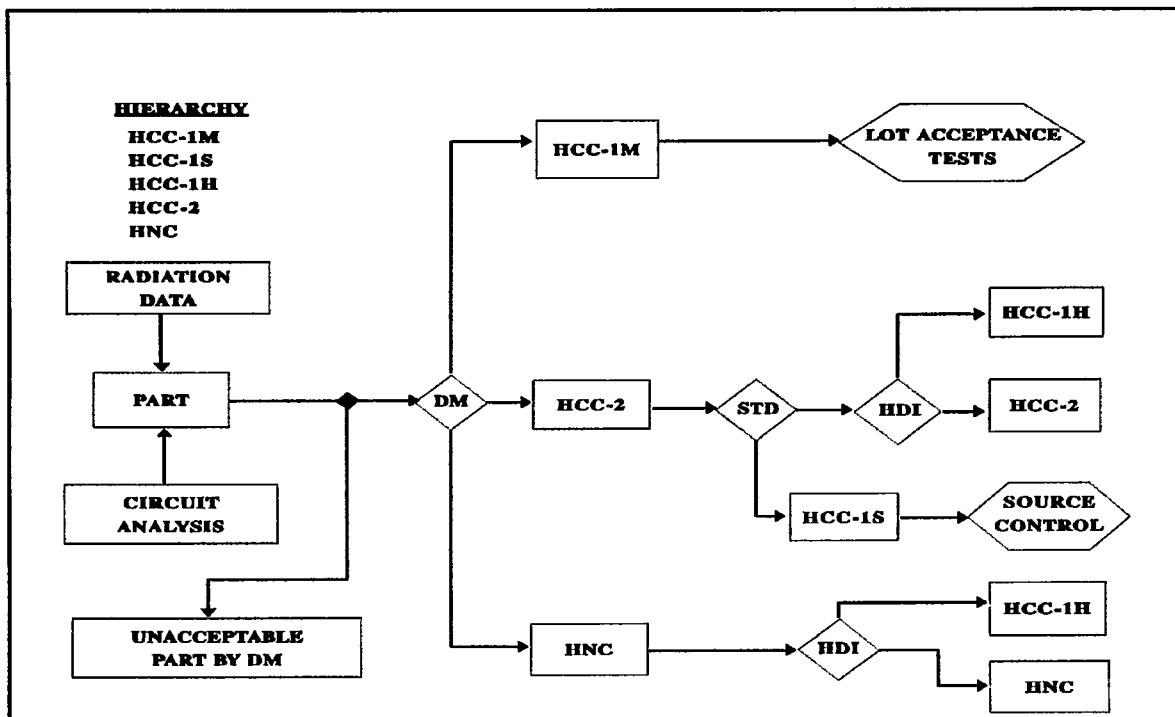 HIERARCHY
HCC-1M
HCC-1S
HCC-1H
HCC-2
HNC
RADIATION
DATA
PART
CIRCUIT
ANALYSIS
UNACCEPTABLE
PART BY DM
DM
HCC-1M
LOT ACCEPTANCE
TESTS
HCC-2
STD
HDI
HCC-1H
HCC-2
HCC-1S
SOURCE
CONTROL
HNC
HDI
HCC-1H
HNC